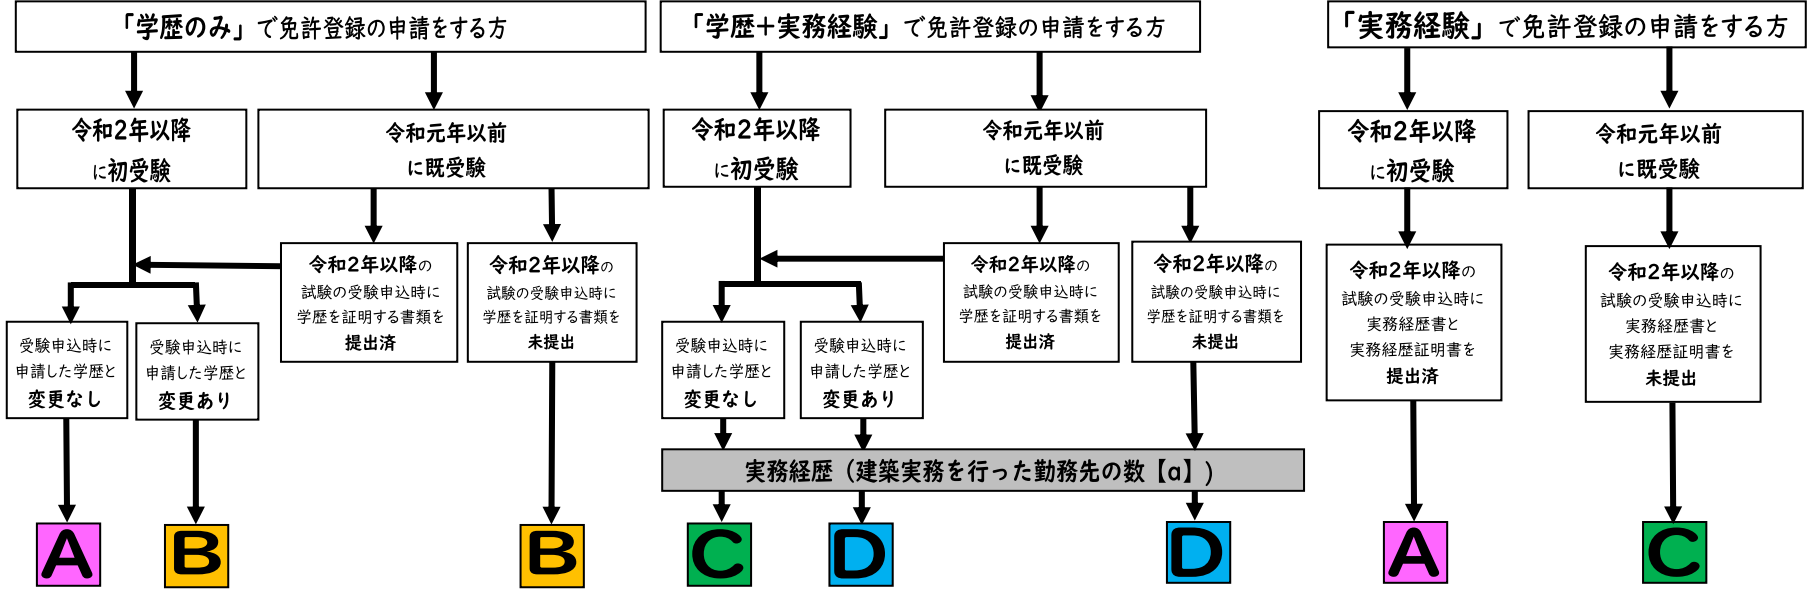 「学歴のみ」で免許登録の申請をする方
令和2年以降
に初受験
令和元年以前
に既受験
令和2年以降の
試験の受験申込時に
学歴を証明する書類を
提出済
令和2年以降の
試験の受験申込時に
学歴を証明する書類を
未提出
受験申込時に
申請した学歴と
変更なし
受験申込時に
申請した学歴と
変更あり
A
B
B
「学歴+実務経験」で免許登録の申請をする方
令和2年以降
に初受験
令和元年以前
に既受験
令和2年以降の
試験の受験申込時に
学歴を証明する書類を
提出済
令和2年以降の
試験の受験申込時に
学歴を証明する書類を
未提出
受験申込時に
申請した学歴と
変更なし
受験申込時に
申請した学歴と
変更あり
実務経歴（建築実務を行った勤務先の数【α】)
C
D
D
「実務経験」で免許登録の申請をする方
令和2年以降
に初受験
令和元年以前
に既受験
令和2年以降の
試験の受験申込時に
実務経歴書と
実務経歴証明書を
提出済
令和2年以降の
試験の受験申込時に
実務経歴書と
実務経歴証明書を
未提出
A
C